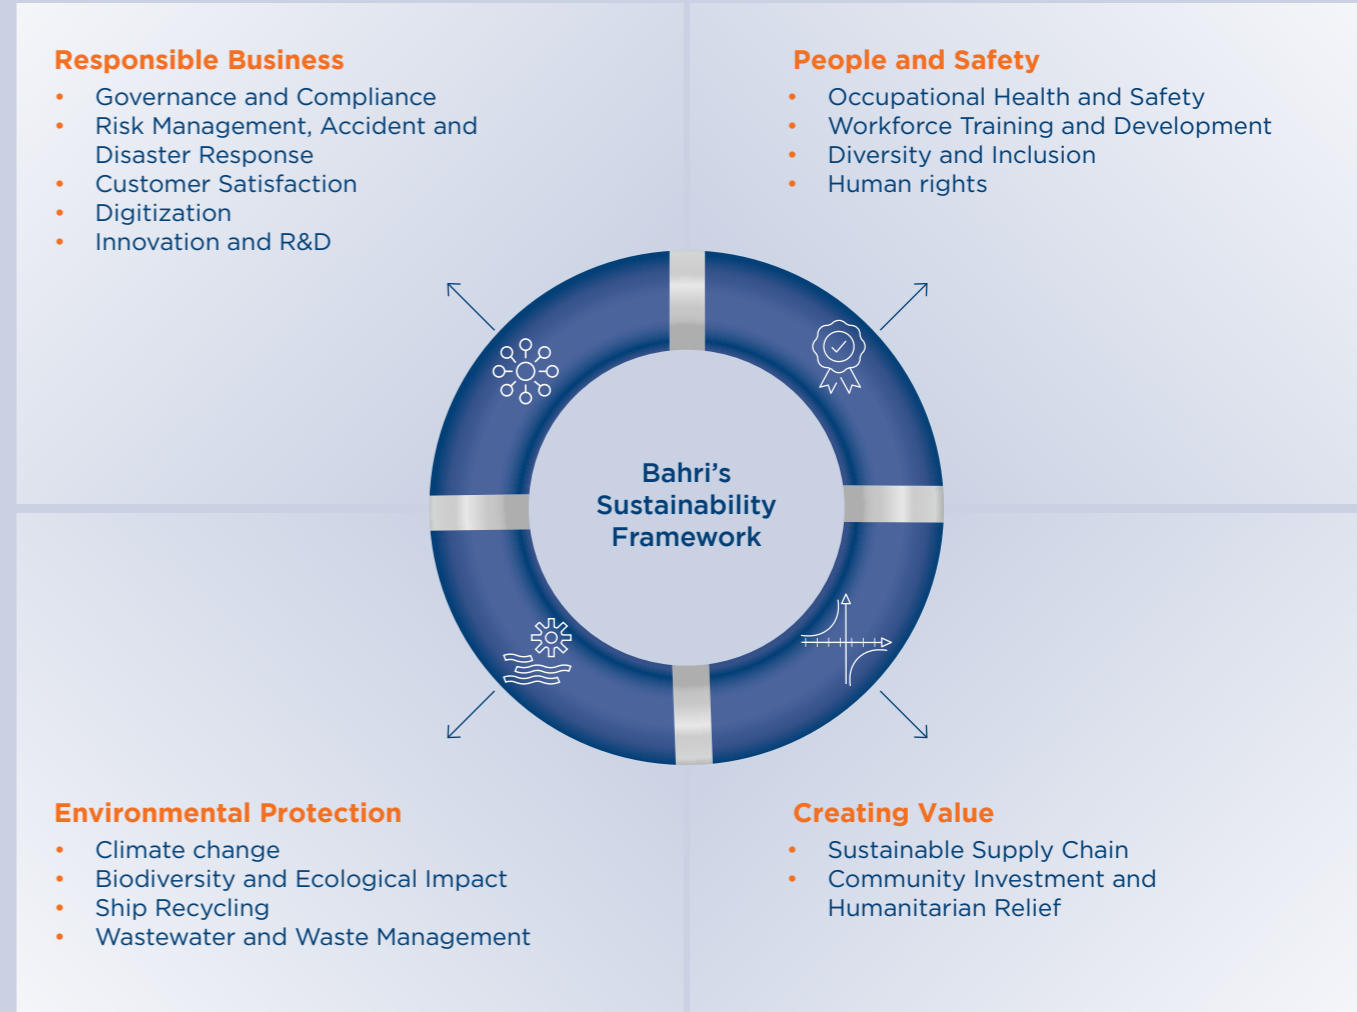 Responsible Business
• Governance and Compliance
• Risk Management, Accident and
Disaster Response
• Customer Satisfaction
• Digitization
• Innovation and R&D
People and Safety
• Occupational Health and Safety
• Workforce Training and Development
• Diversity and Inclusion
• Human rights
Bahri’s
Sustainability
Framework
Environmental Protection
• Climate change
• Biodiversity and Ecological Impact
• Ship Recycling
• Wastewater and Waste Management
Creating Value
• Sustainable Supply Chain
• Community Investment and
Humanitarian Relief